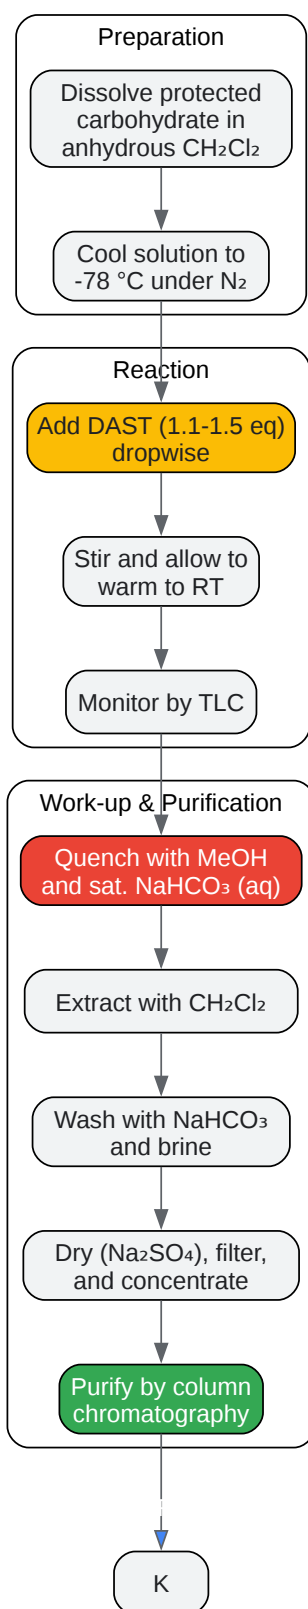 Preparation
Dissolve protected
carbohydrate in
anhydrous CH₂Cl₂
Cool solution to
-78 °C under N₂
Reaction
Add DAST (1.1-1.5 eq)
dropwise
Stir and allow to
warm to RT
Monitor by TLC
Work-up & Purification
Quench with MeOH
and sat. NaHCO₃ (aq)
Extract with CH₂Cl₂
Wash with NaHCO₃
and brine
Dry (Na₂SO₄), filter,
and concentrate
Purify by column
chromatography
K